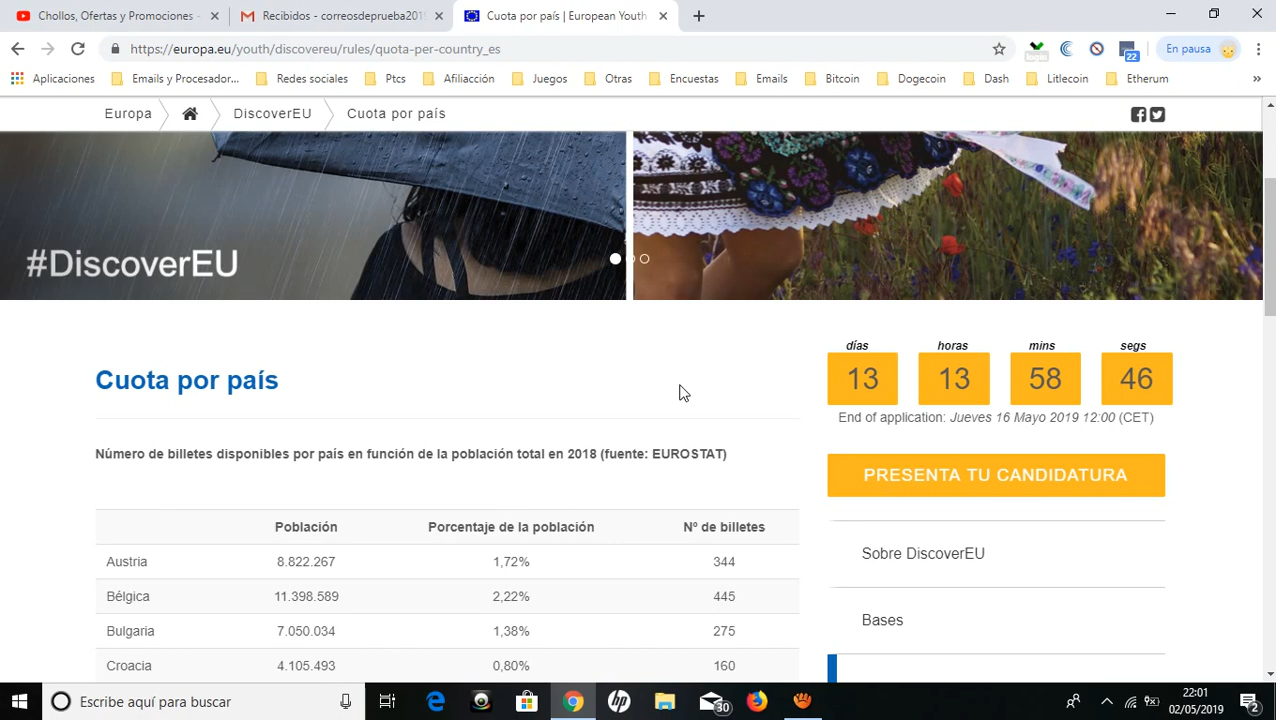 Chollos, Ofertas y Promociones -
Recibidos - correosdeprueba2019
Cuota por país | European Youth
https://europa.eu/youth/discovereu/rules/quota-per-country_es
22
En pausa
Aplicaciones
Emails y Procesador...
Redes sociales
Ptcs
Afiliacción
Juegos
Otras
Encuestas
Emails
Bitcoin
Dogecoin
Dash
Litlecoin
Etherum
»
Europa
DiscoverEU
Cuota por país
#DiscoverEU
días horas mins segs
13 13 58 46
End of application: Jueves 16 Mayo 2019 12:00 (CET)
PRESENTA TU CANDIDATURA
Sobre DiscoverEU
Bases
Cuota por país
Número de billetes disponibles por país en función de la población total en 2018 (fuente: EUROSTAT)
Población Porcentaje de la población Nº de billetes
Austria 8.822.267 1,72% 344
Bélgica 11.398.589 2,22% 445
Bulgaria 7.050.034 1,38% 275
Croacia 4.105.493 0,80% 160
Escribe aquí para buscar
hp
30
22:01
02/05/2019
2